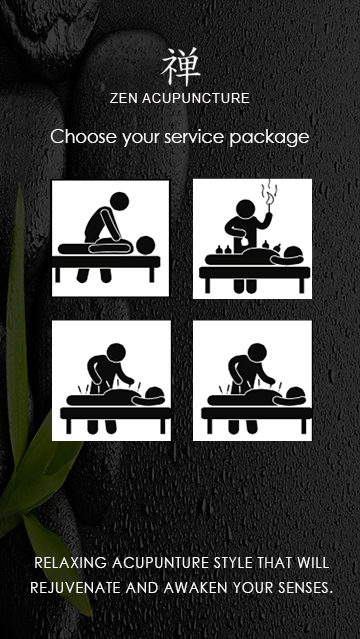 禅
ZEN ACUPUNCTURE
Choose your service package
RELAXING ACUPUNTURE STYLE THAT WILL
REJUVENATE AND AWAKEN YOUR SENSES.